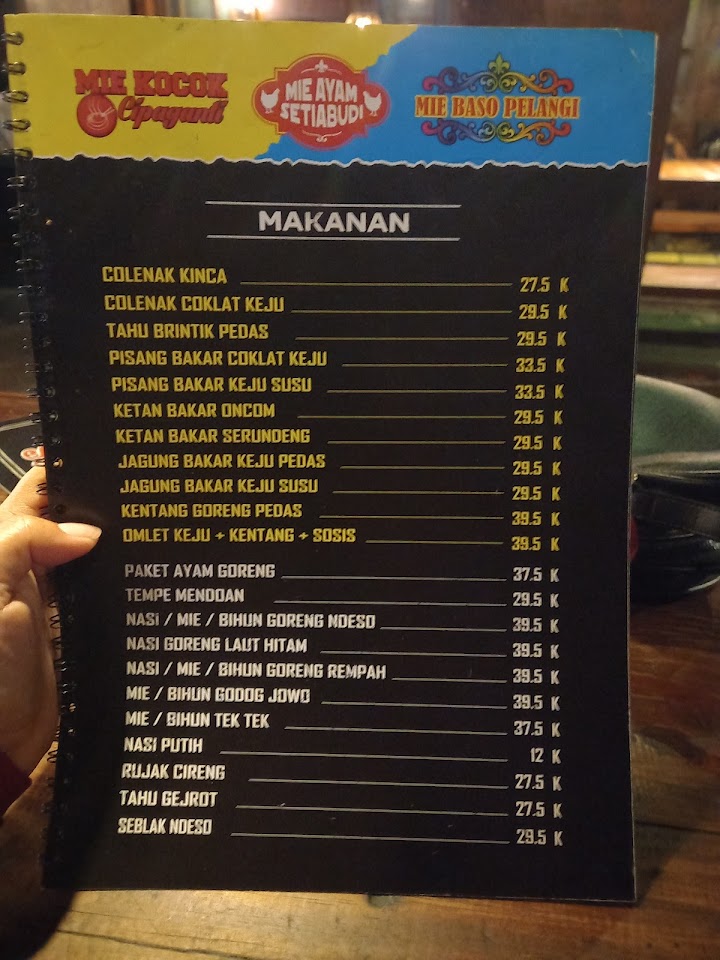 MIE KOCOK
Cipaganti
MIE AYAM
SETIABUDI
MIE BASO PELANGI
MAKANAN
COLENAK KINCA 27.5 K
COLENAK COKLAT KEJU 29.5 K
TAHU BRINTIK PEDAS 29.5 K
PISANG BAKAR COKLAT KEJU 33.5 K
PISANG BAKAR KEJU SUSU 33.5 K
KETAN BAKAR ONCOM 29.5 K
KETAN BAKAR SERUNDENG 29.5 K
JAGUNG BAKAR KEJU PEDAS 29.5 K
JAGUNG BAKAR KEJU SUSU 29.5 K
KENTANG GORENG PEDAS 39.5 K
OMLET KEJU + KENTANG + SOSIS 39.5 K
PAKET AYAM GORENG 37.5 K
TEMPE MENDOAN 29.5 K
NASI / MIE / BIHUN GORENG NDESO 39.5 K
NASI GORENG LAUT HITAM 39.5 K
NASI / MIE / BIHUN GORENG REMPAH 39.5 K
MIE / BIHUN GODOG JOWO 39.5 K
MIE / BIHUN TEK TEK 37.5 K
NASI PUTIH 12 K
RUJAK CIRENG 27.5 K
TAHU GEJROT 27.5 K
SEBLAK NDESO 29.5 K